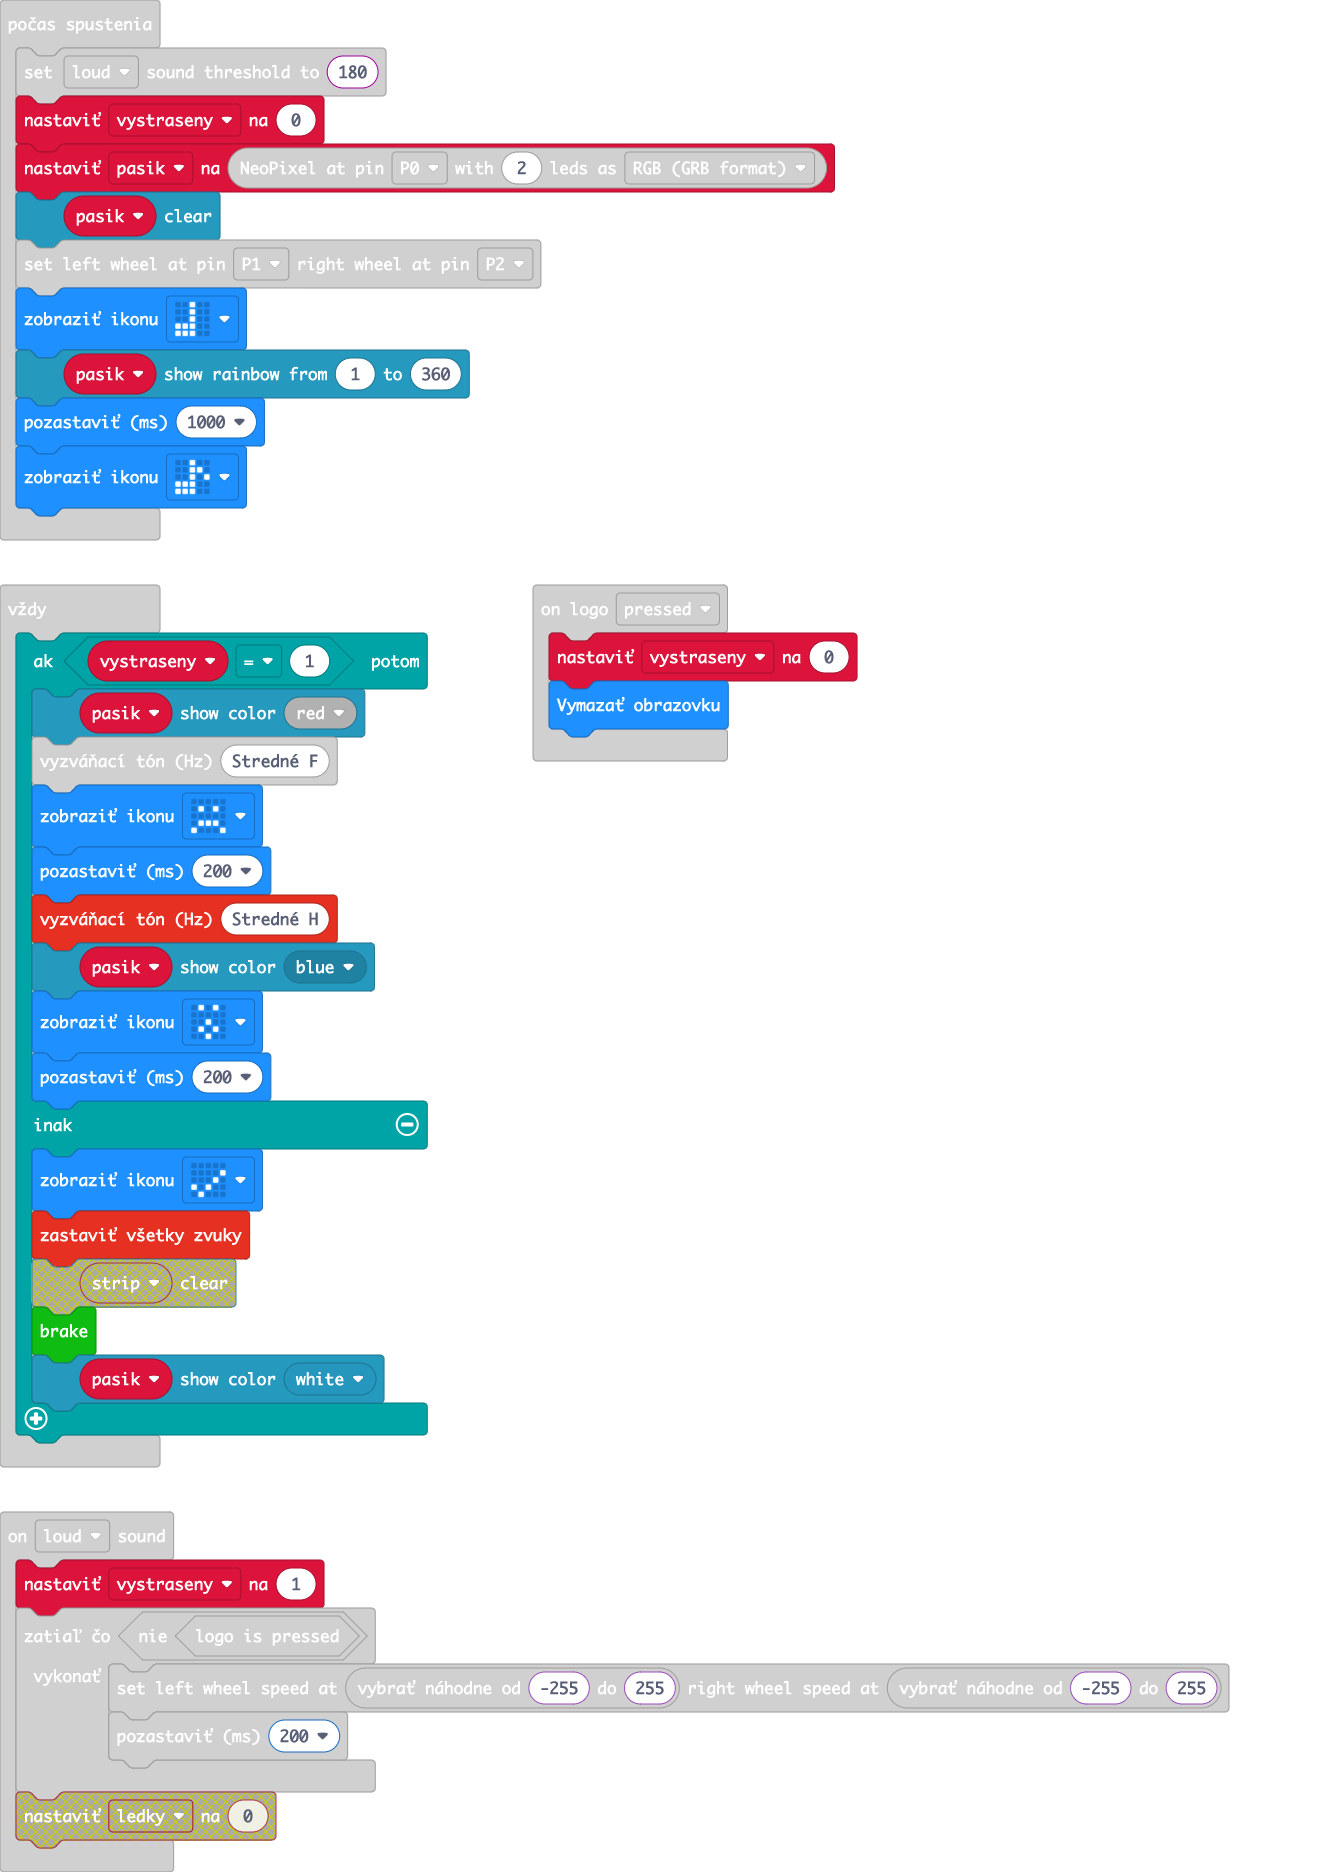 počas spustenia
set loud sound threshold to 180
nastaviť vystraseny na 0
nastaviť pasik na NeoPixel at pin P0 with 2 leds as RGB (GRB format)
pasik clear
set left wheel at pin P1 right wheel at pin P2
zobraziť ikonu
pasik show rainbow from 1 to 360
pozastaviť (ms) 1000
zobraziť ikonu
vždy
ak vystraseny = 1 potom
pasik show color red
vyzváňací tón (Hz) Stredné F
zobraziť ikonu
pozastaviť (ms) 200
vyzváňací tón (Hz) Stredné H
pasik show color blue
zobraziť ikonu
pozastaviť (ms) 200
inak
zobraziť ikonu
zastaviť všetky zvuky
strip clear
brake
pasik show color white
on logo pressed
nastaviť vystraseny na 0
Vymazať obrazovku
on loud sound
nastaviť vystraseny na 1
zatiaľ čo nie logo is pressed
vykonať
set left wheel speed at vybrať náhodne od -255 do 255 right wheel speed at vybrať náhodne od -255 do 255
pozastaviť (ms) 200
nastaviť ledky na 0